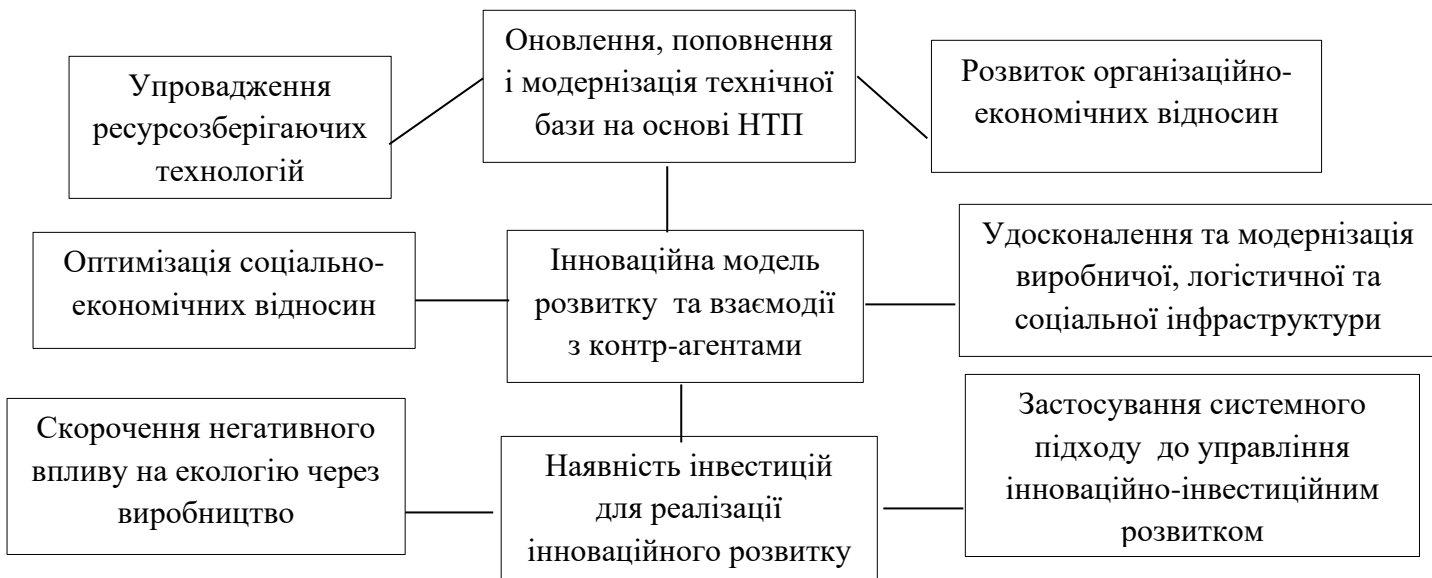 Упровадження
ресурсозберігаючих
технологій
Оновлення, поповнення
і модернізація технічної
бази на основі НТП
Розвиток організаційно-
економічних відносин
Оптимізація соціально-
економічних відносин
Інноваційна модель
розвитку та взаємодії
з контр-агентами
Удосконалення та модернізація
виробничої, логістичної та
соціальної інфраструктури
Скорочення негативного
впливу на екологію через
виробництво
Наявність інвестицій
для реалізації
інноваційного розвитку
Застосування системного
підходу до управління
інноваційно-інвестиційним
розвитком